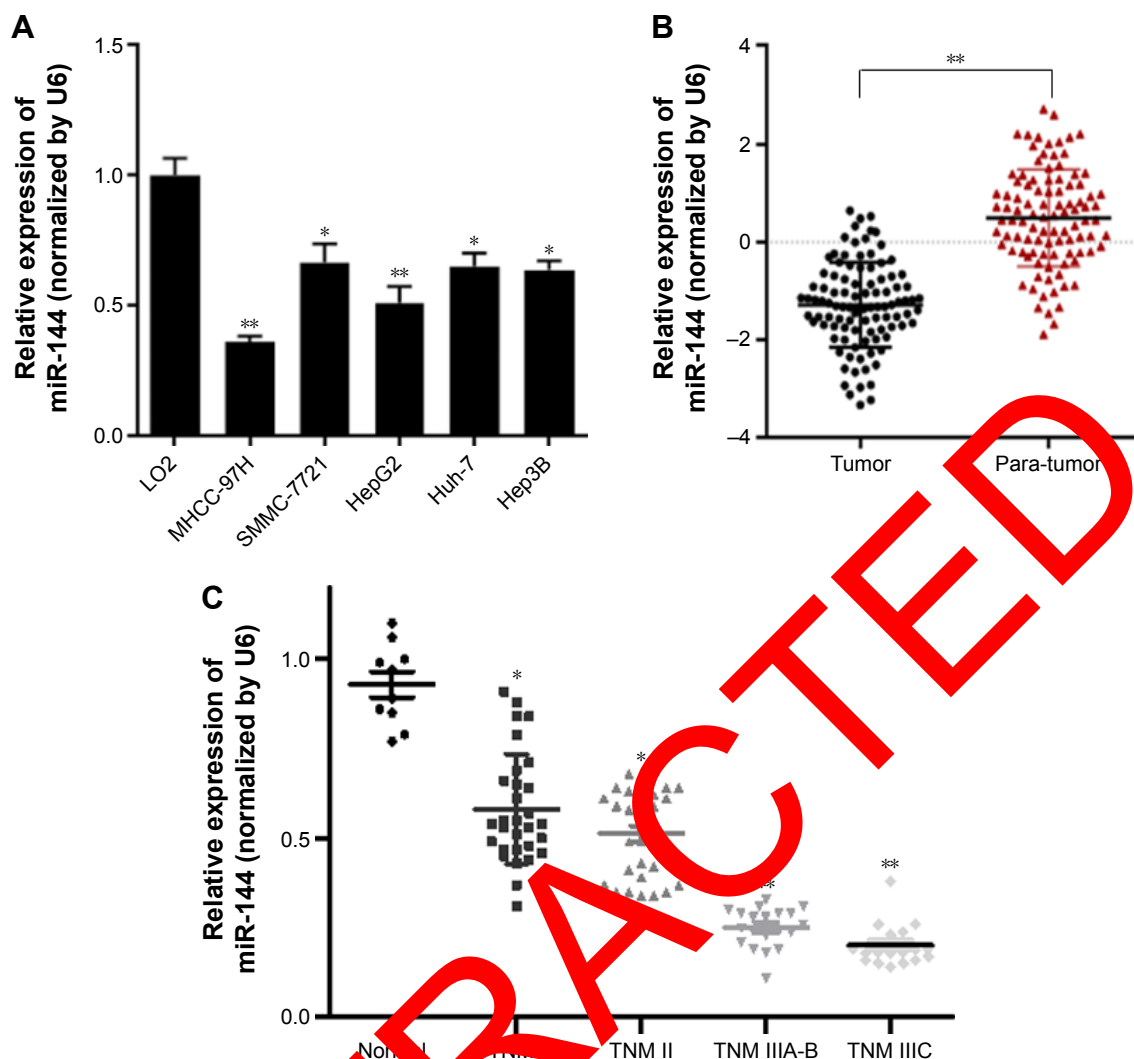 A
Relative expression of
miR-144 (normalized by U6)
1.5
1.0
0.5
0.0
**
*
**
*
*
LO2
MHCC-97H
SMMC-7721
HepG2
Huh-7
Hep3B
B
Relative expression of
miR-144 (normalized by U6)
4
2
0
–2
–4
**
Tumor
Para-tumor
C
Relative expression of
miR-144 (normalized by U6)
1.0
0.5
0.0
*
*
**
**
TNM II
TNM IIIA-B
TNM IIIC
RACTED